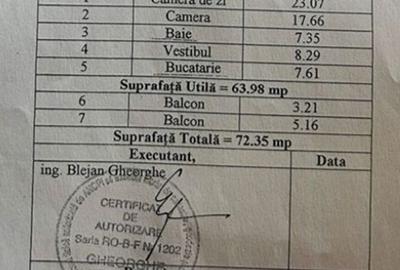 1 Camera de zi 23.07
2 Camera 17.66
3 Baie 7.35
4 Vestibul 8.29
5 Bucatarie 7.61
Suprafață Utilă = 63.98 mp
6 Balcon 3.21
7 Balcon 5.16
Suprafață Totală = 72.35 mp
Executant, Data
ing. Blejan Gheorghe
CERTIFICAT
DE
AUTORIZARE
Seria RO-B-F Nr. 1202
GHEORGHE